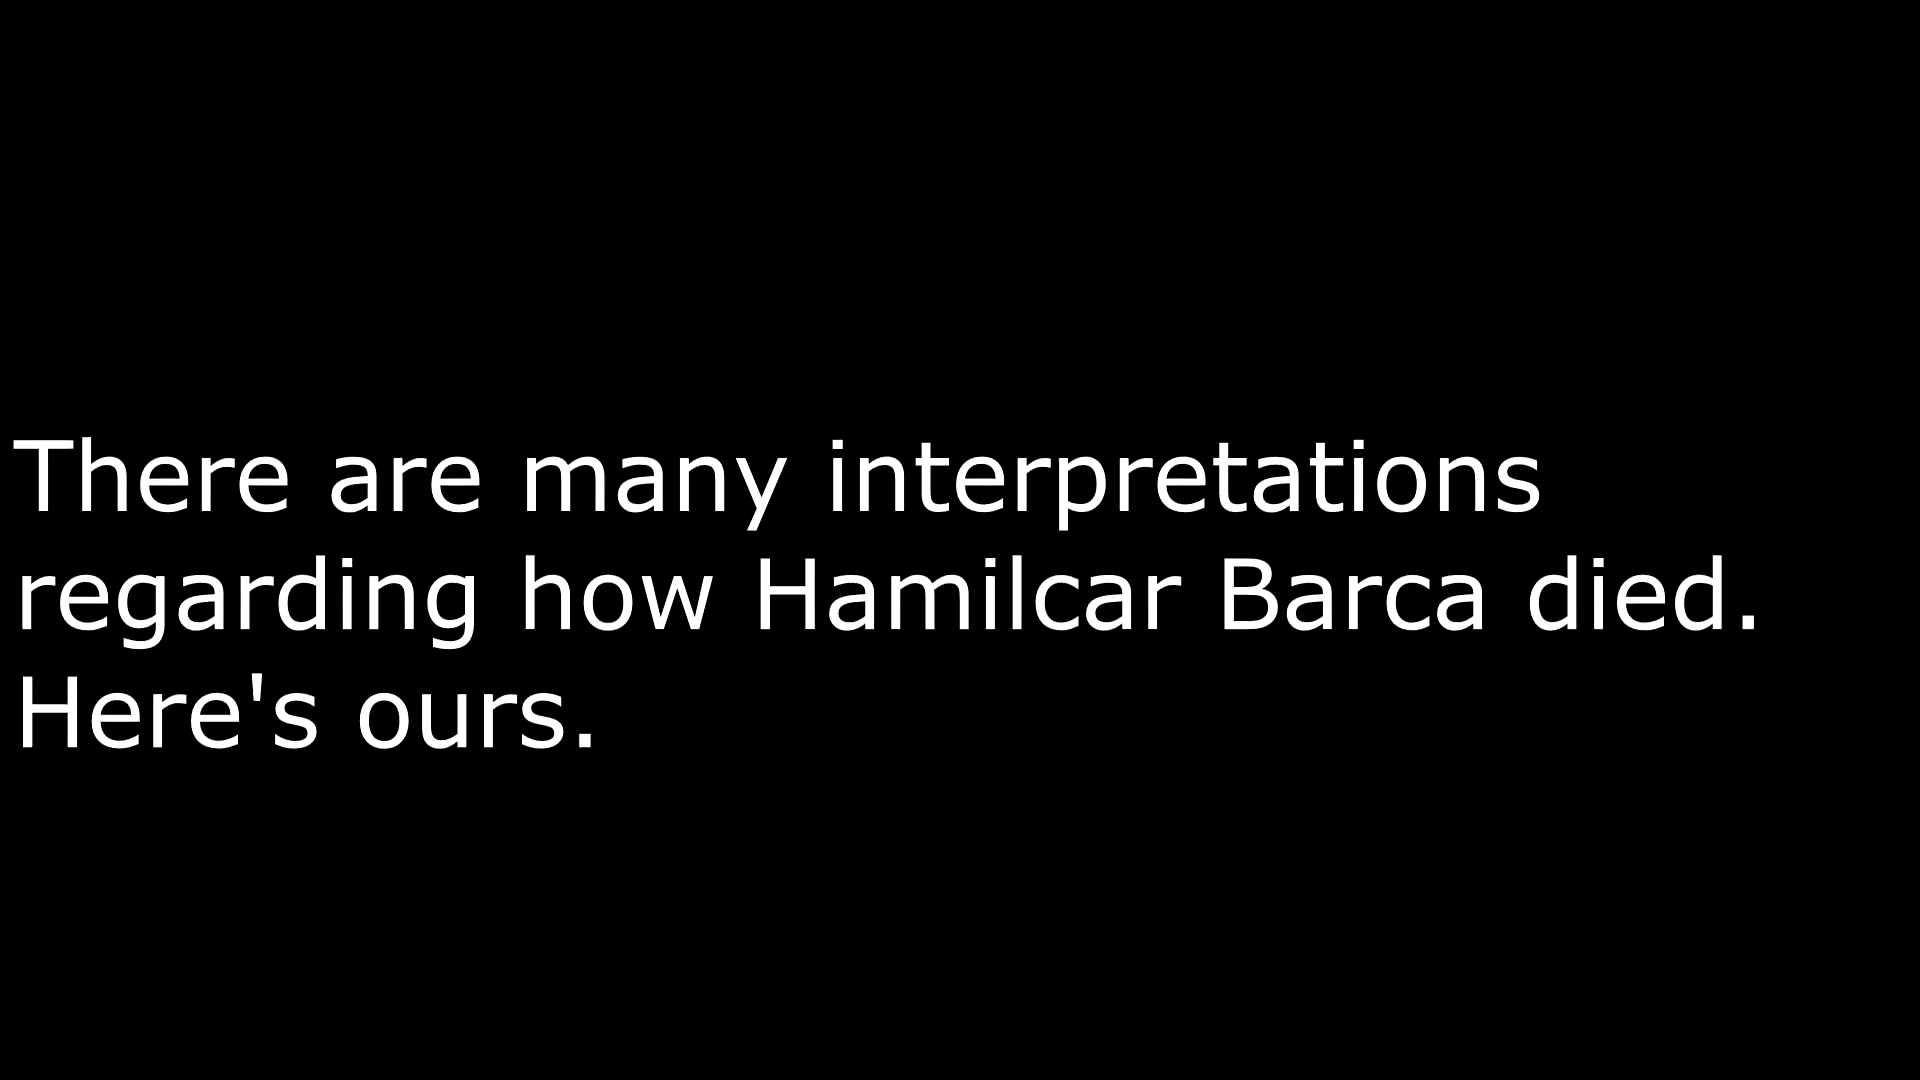 There are many interpretations
regarding how Hamilcar Barca died.
Here's ours.